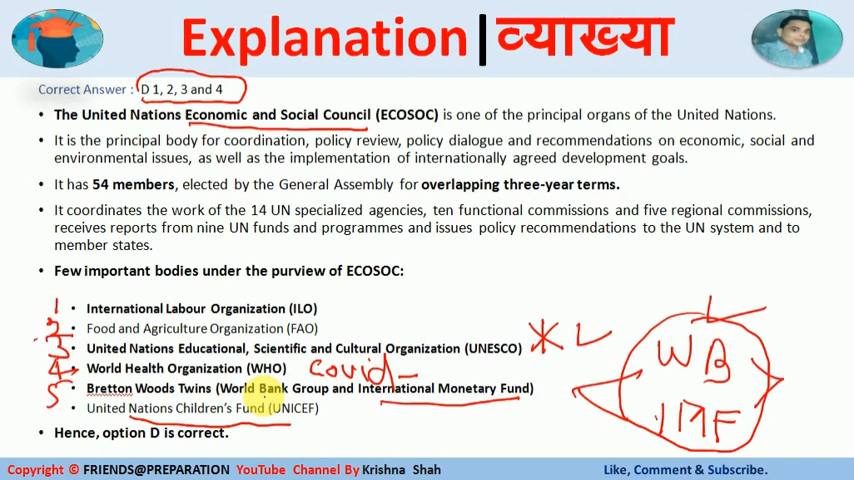 Explanation|व्याख्या
Correct Answer : D 1, 2, 3 and 4
• The United Nations Economic and Social Council (ECOSOC) is one of the principal organs of the United Nations.
• It is the principal body for coordination, policy review, policy dialogue and recommendations on economic, social and
environmental issues, as well as the implementation of internationally agreed development goals.
• It has 54 members, elected by the General Assembly for overlapping three-year terms.
• It coordinates the work of the 14 UN specialized agencies, ten functional commissions and five regional commissions,
receives reports from nine UN funds and programmes and issues policy recommendations to the UN system and to
member states.
• Few important bodies under the purview of ECOSOC:
1 • International Labour Organization (ILO)
2 • Food and Agriculture Organization (FAO)
3 • United Nations Educational, Scientific and Cultural Organization (UNESCO)
4 • World Health Organization (WHO) covid
5 • Bretton Woods Twins (World Bank Group and International Monetary Fund)
• United Nations Children's Fund (UNICEF)
WB
IMF
• Hence, option D is correct.
Copyright © FRIENDS@PREPARATION YouTube Channel By Krishna Shah
Like, Comment & Subscribe.